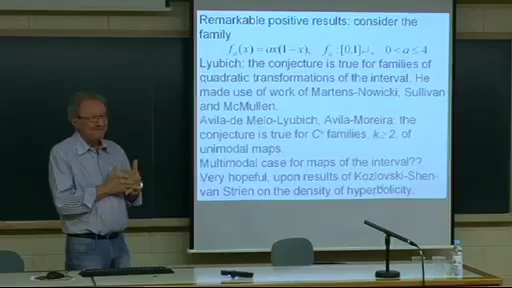 Remarkable positive results: consider the
family
fₐ(x) = ax(1−x), fₐ : [0,1]↵, 0 < a ≤ 4
Lyubich: the conjecture is true for families of
quadratic transformations of the interval. He
made use of work of Martens-Nowicki, Sullivan
and McMullen.
Avila-de Melo-Lyubich, Avila-Moreira: the
conjecture is true for Cᵏ families, k ≥ 2, of
unimodal maps.
Multimodal case for maps of the interval??
Very hopeful, upon results of Kozlovski-Shen-
van Strien on the density of hyperbolicity.